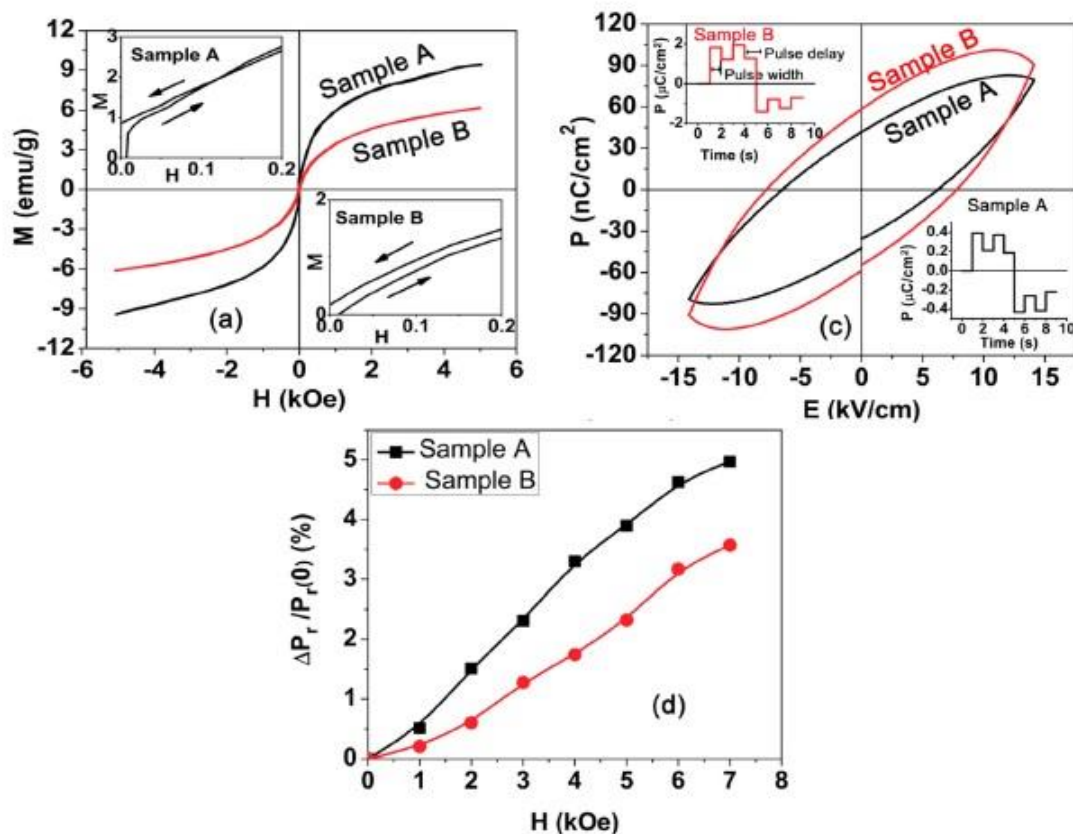 12
9
6
3
0
-3
-6
-9
-12
M (emu/g)
-6 -4 -2 0 2 4 6
H (kOe)
Sample A
Sample B
(a)
Sample A
3
2
1
0
M
0.0 0.1 0.2
H
Sample B
2
0
M
0.0 0.1 0.2
H
120
90
60
30
0
-30
-60
-90
-120
P (nC/cm²)
-15 -10 -5 0 5 10 15
E (kV/cm)
Sample B
Sample A
(c)
Sample B
2
1
0
-2
P (µC/cm²)
Pulse delay
Pulse width
0 2 4 6 8 10
Time (s)
Sample A
0.4
0.2
0.0
-0.2
-0.4
P (µC/cm²)
0 2 4 6 8 10
Time (s)
Sample A
Sample B
5
4
3
2
1
0
ΔPr /Pr(0) (%)
(d)
0 1 2 3 4 5 6 7 8
H (kOe)